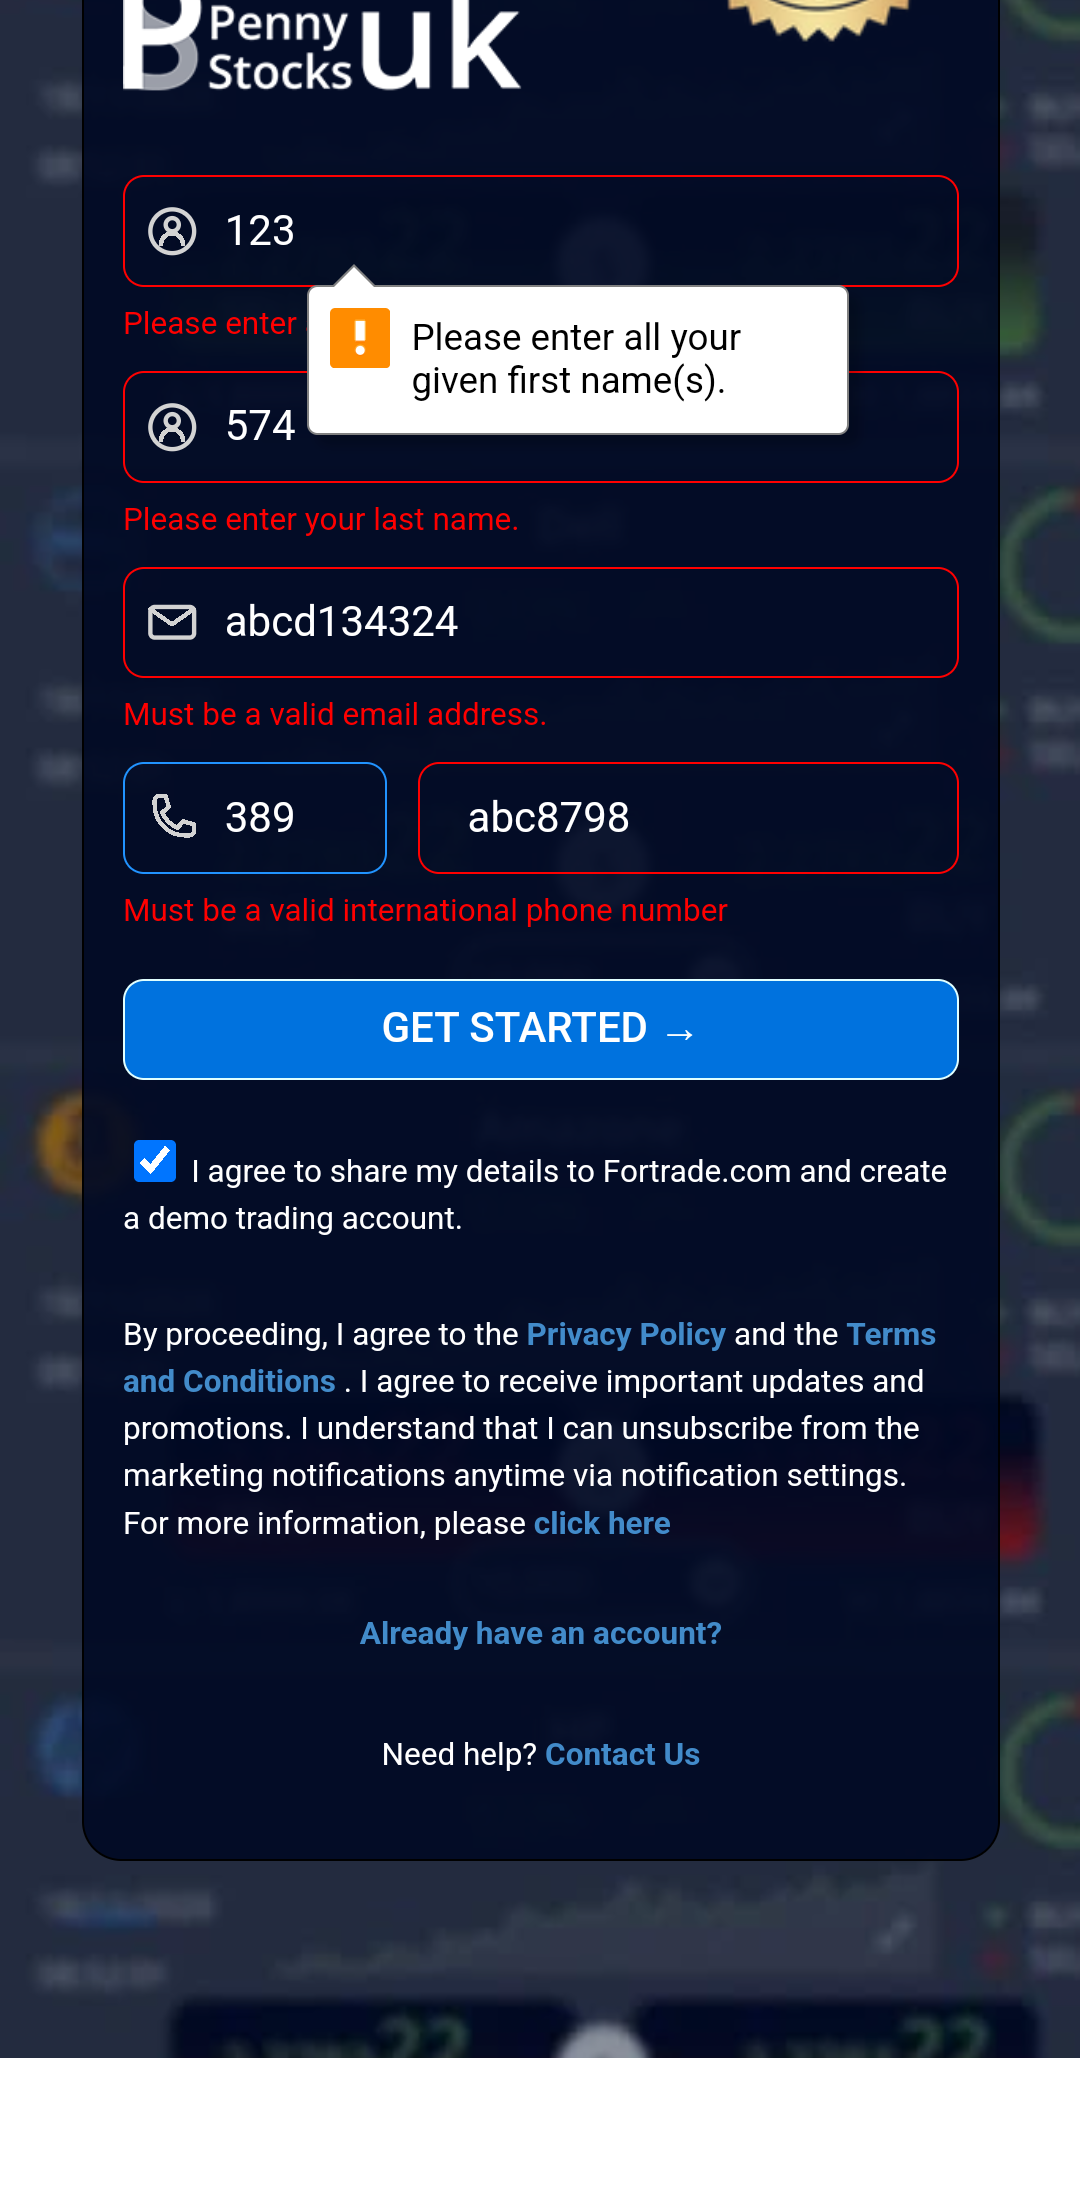 B Penny Stocks uk
123
Please enter
Please enter all your
given first name(s).
574
Please enter your last name.
abcd134324
Must be a valid email address.
389 abc8798
Must be a valid international phone number
GET STARTED →
I agree to share my details to Fortrade.com and create
a demo trading account.
By proceeding, I agree to the Privacy Policy and the Terms
and Conditions . I agree to receive important updates and
promotions. I understand that I can unsubscribe from the
marketing notifications anytime via notification settings.
For more information, please click here
Already have an account?
Need help? Contact Us